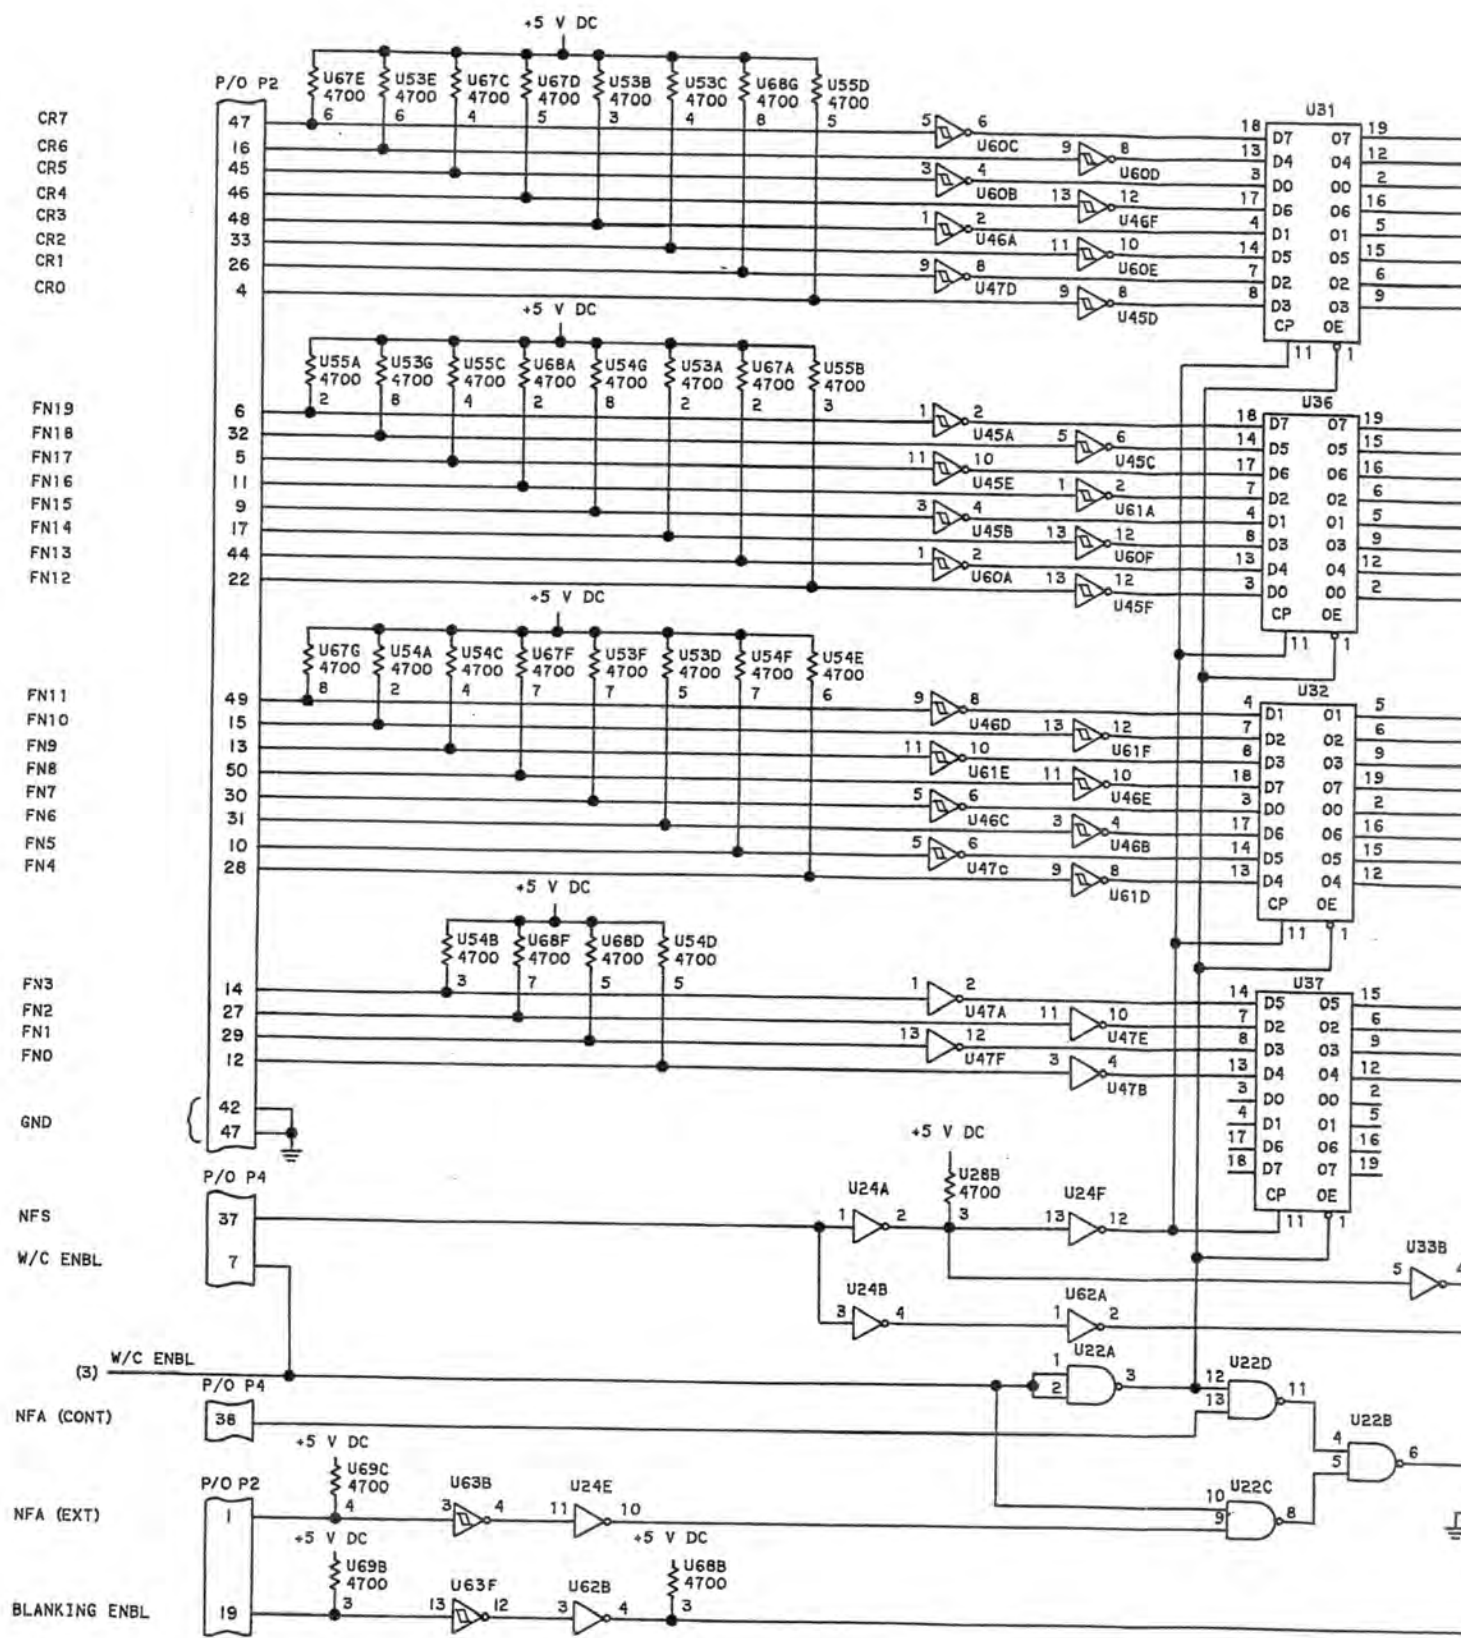 +5 V DC
P/O P2
U67E 4700 6
U53E 4700 6
U67C 4700 4
U67D 4700 5
U53B 4700 3
U53C 4700 4
U68G 4700 8
U55D 4700 5
U31
CR7 47 5 6 U60C 18 D7 O7 19
CR6 16 9 8 U60D 13 D4 O4 12
CR5 45 3 4 U60B 3 D0 O0 2
CR4 46 13 12 U46F 17 D6 O6 16
CR3 48 1 2 U46A 4 D1 O1 5
CR2 33 11 10 U60E 14 D5 O5 15
CR1 26 9 8 U47D 7 D2 O2 6
CR0 4 9 8 U45D 8 D3 O3 9
CP OE
11 1
+5 V DC
U55A 4700 2
U53G 4700 8
U55C 4700 4
U68A 4700 2
U54G 4700 8
U53A 4700 2
U67A 4700 2
U55B 4700 3
U36
FN19 6 1 2 U45A 18 D7 O7 19
FN18 32 5 6 U45C 14 D5 O5 15
FN17 5 11 10 U45E 17 D6 O6 16
FN16 11 1 2 U61A 7 D2 O2 6
FN15 9 3 4 U45B 4 D1 O1 5
FN14 17 13 12 U60F 8 D3 O3 9
FN13 44 1 2 U60A 13 D4 O4 12
FN12 22 13 12 U45F 3 D0 O0 2
CP OE
11 1
+5 V DC
U67G 4700 8
U54A 4700 2
U54C 4700 4
U67F 4700 7
U53F 4700 7
U53D 4700 5
U54F 4700 7
U54E 4700 6
U32
FN11 49 9 8 U46D 4 D1 O1 5
FN10 15 13 12 U61F 7 D2 O2 6
FN9 13 11 10 U61E 8 D3 O3 9
FN8 50 11 10 U46E 18 D7 O7 19
FN7 30 5 6 U46C 3 D0 O0 2
FN6 31 3 4 U46B 17 D6 O6 16
FN5 10 5 6 U47C 14 D5 O5 15
FN4 28 9 8 U61D 13 D4 O4 12
CP OE
11 1
+5 V DC
U54B 4700 3
U68F 4700 7
U68D 4700 5
U54D 4700 5
U37
FN3 14 1 2 U47A 14 D5 O5 15
FN2 27 11 10 U47E 7 D2 O2 6
FN1 29 13 12 U47F 8 D3 O3 9
FN0 12 3 4 U47B 13 D4 O4 12
3 D0 O0 2
4 D1 O1 5
17 D6 O6 16
18 D7 O7 19
CP OE
11 1
GND 42
47
P/O P4
+5 V DC
U28B 4700 3
NFS 37 U24A 1 2 U24F 13 12
W/C ENBL 7
U33B 5 4
U24B 3 4 U62A 1 2
(3) W/C ENBL
U22A 1 2 3
U22D 12 13 11
P/O P4
NFA (CONT) 38
U22B 4 5 6
+5 V DC
U69C 4700 4
P/O P2
NFA (EXT) 1 U63B 3 4 U24E 11 10
U22C 10 9 8
+5 V DC
U69B 4700 3
+5 V DC
U68B 4700 3
BLANKING ENBL 19 U63F 13 12 U62B 3 4